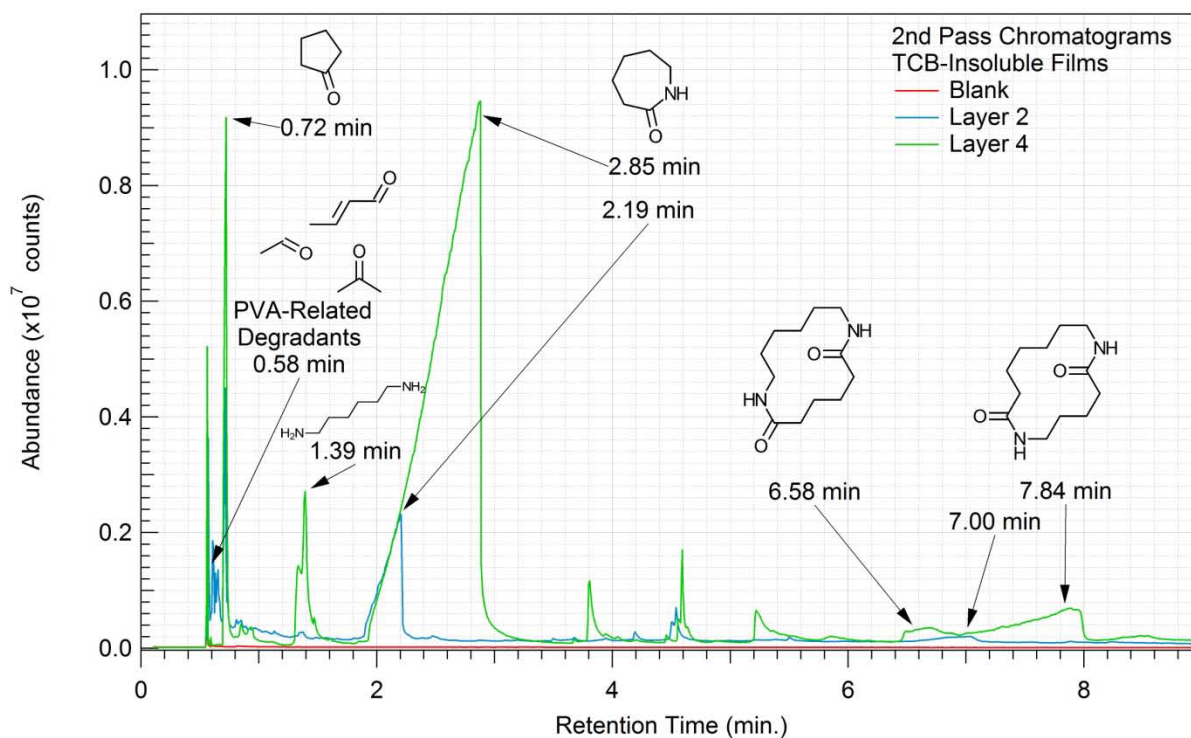 2nd Pass Chromatograms
TCB-Insoluble Films
Blank
Layer 2
Layer 4
O
0.72 min
NH
O
2.85 min
2.19 min
O
O
O
PVA-Related
Degradants
0.58 min
NH2
H2N
1.39 min
NH
O
HN
O
6.58 min
NH
O
O
N
H
7.84 min
7.00 min
Abundance (x10^7 counts)
1.0
0.8
0.6
0.4
0.2
0.0
0
2
4
6
8
Retention Time (min.)